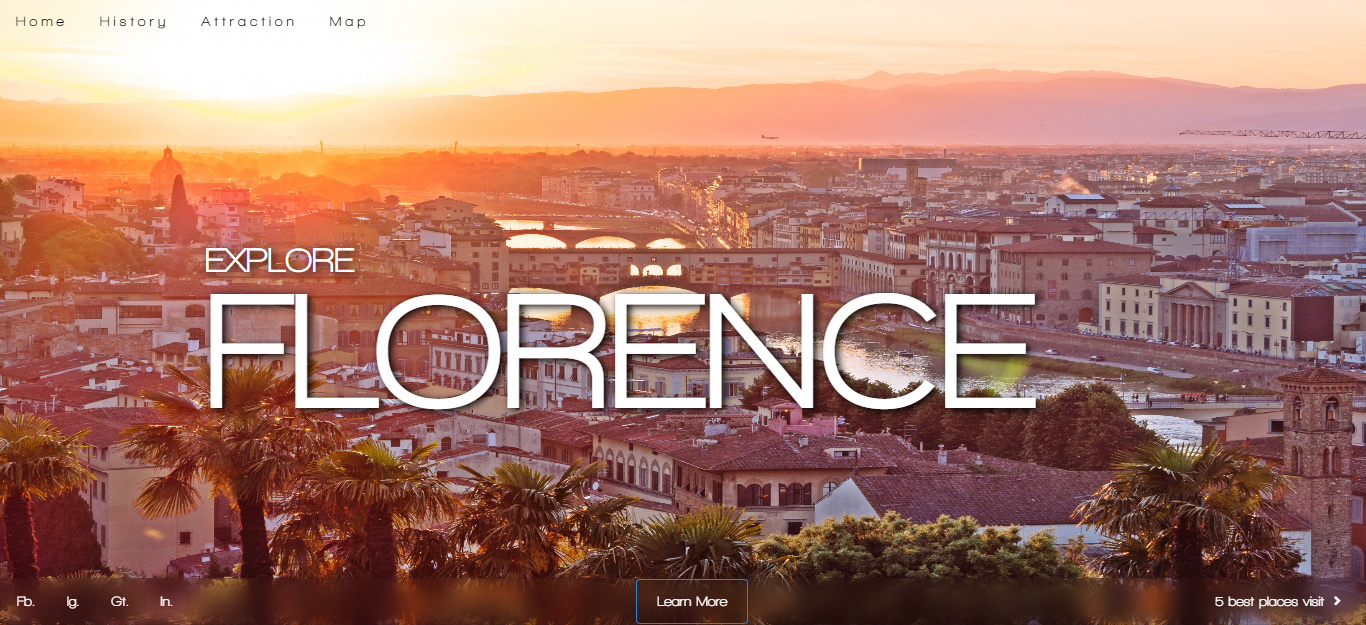 Home History Attraction Map
EXPLORE
FLORENCE
Fb. Ig. Gt. In. Learn More 5 best places visit